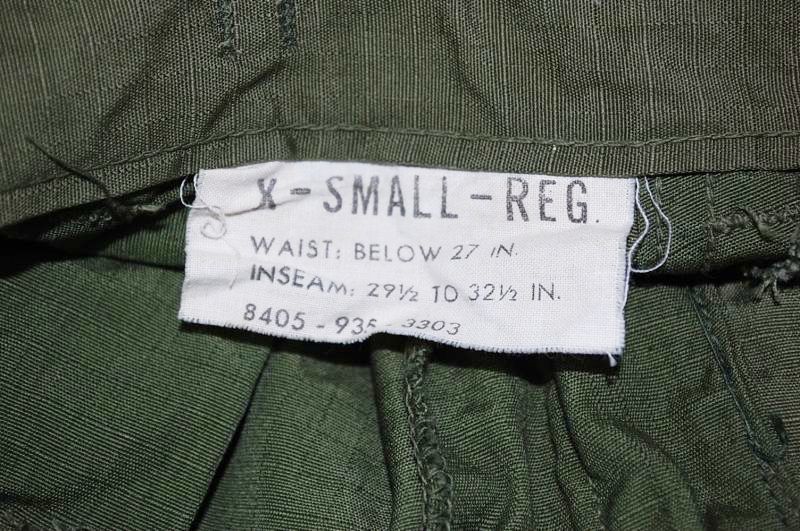 X-SMALL-REG.
WAIST: BELOW 27 IN.
INSEAM: 29½ TO 32½ IN.
8405 - 935 - 3303